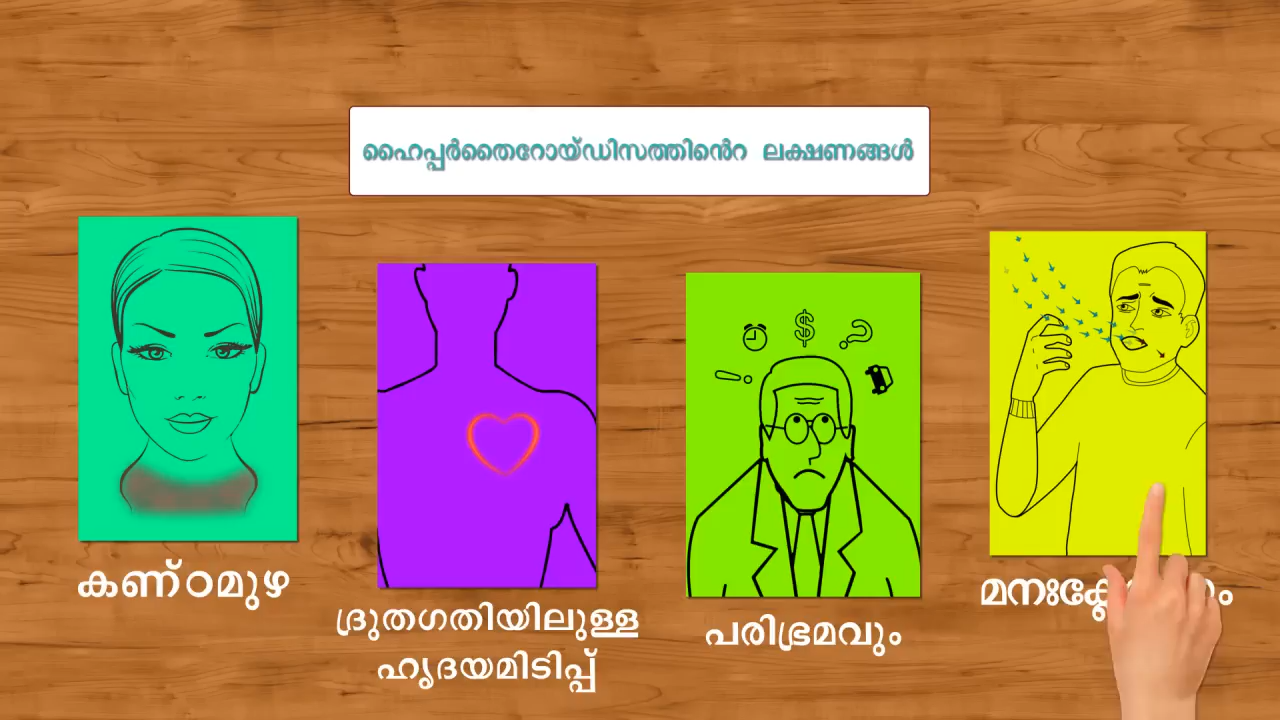 ഹൈപ്പർതൈറോയ്ഡിസത്തിൻെറ ലക്ഷണങ്ങൾ
കണ്ഠമുഴ
ദ്രുതഗതിയിലുള്ള
ഹൃദയമിടിപ്പ്
പരിഭ്രമവും